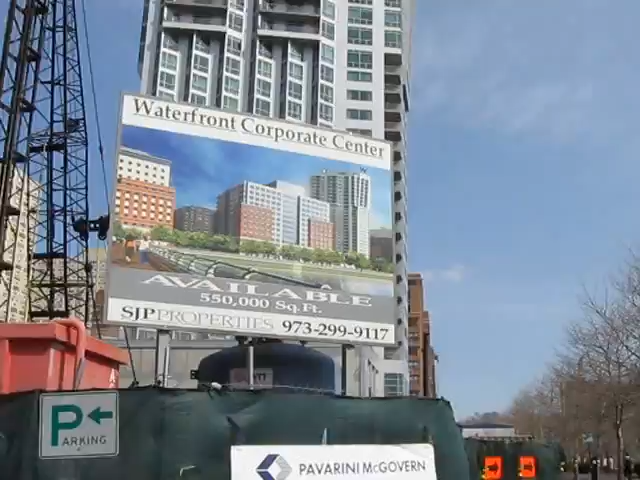 Waterfront Corporate Center
AVAILABLE
550,000 Sq. Ft.
SJP PROPERTIES 973-299-9117
P
PARKING
PAVARINI McGOVERN